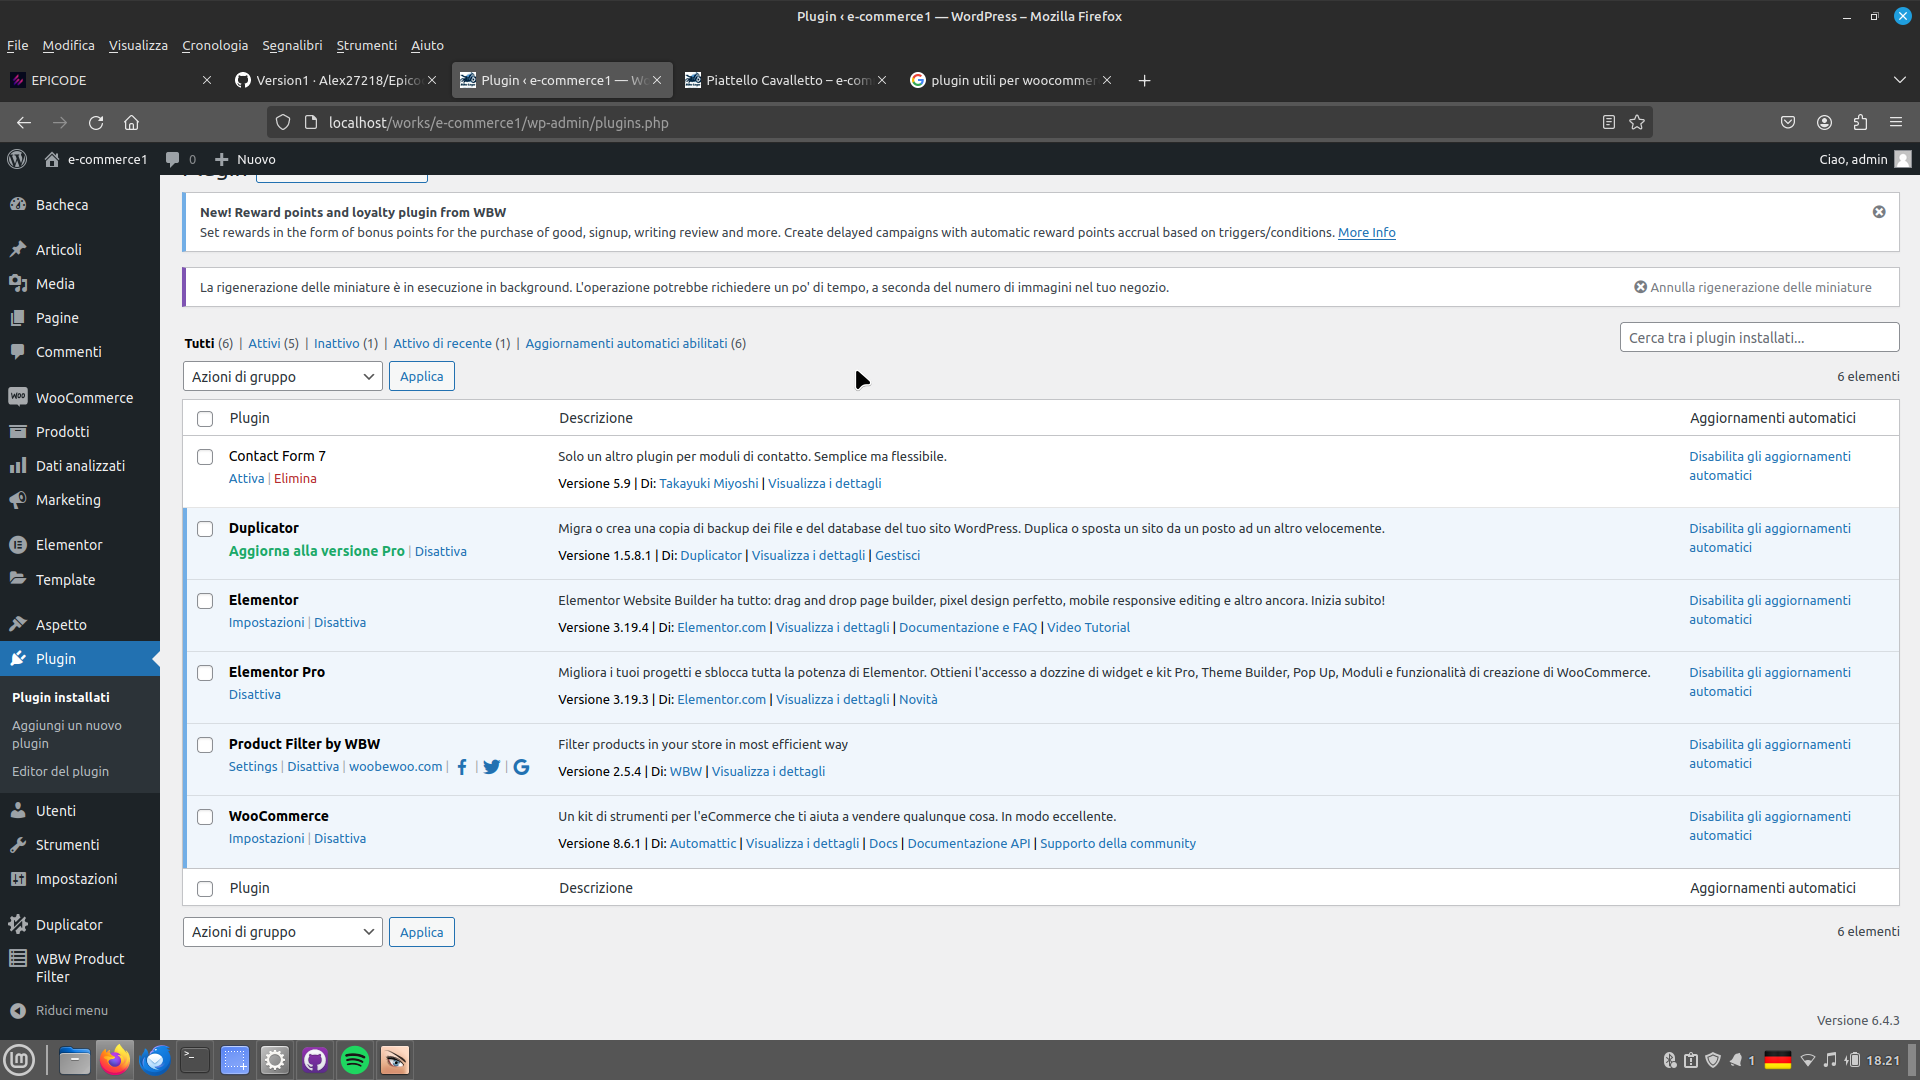 Plugin ‹ e-commerce1 — WordPress – Mozilla Firefox
File Modifica Visualizza Cronologia Segnalibri Strumenti Aiuto
EPICODE
Version1 · Alex27218/Epico
Plugin ‹ e-commerce1 — Wo
Piattello Cavalletto – e-com
plugin utili per woocommer
localhost/works/e-commerce1/wp-admin/plugins.php
e-commerce1 0 Nuovo
Ciao, admin
Bacheca
Articoli
Media
Pagine
Commenti
WooCommerce
Prodotti
Dati analizzati
Marketing
Elementor
Template
Aspetto
Plugin
Plugin installati
Aggiungi un nuovo
plugin
Editor del plugin
Utenti
Strumenti
Impostazioni
Duplicator
WBW Product
Filter
Riduci menu
New! Reward points and loyalty plugin from WBW
Set rewards in the form of bonus points for the purchase of good, signup, writing review and more. Create delayed campaigns with automatic reward points accrual based on triggers/conditions. More Info
La rigenerazione delle miniature è in esecuzione in background. L'operazione potrebbe richiedere un po' di tempo, a seconda del numero di immagini nel tuo negozio.
Annulla rigenerazione delle miniature
Tutti (6) | Attivi (5) | Inattivo (1) | Attivo di recente (1) | Aggiornamenti automatici abilitati (6)
Cerca tra i plugin installati...
Azioni di gruppo
Applica
6 elementi
Plugin
Descrizione
Aggiornamenti automatici
Contact Form 7
Attiva | Elimina
Solo un altro plugin per moduli di contatto. Semplice ma flessibile.
Versione 5.9 | Di: Takayuki Miyoshi | Visualizza i dettagli
Disabilita gli aggiornamenti
automatici
Duplicator
Aggiorna alla versione Pro | Disattiva
Migra o crea una copia di backup dei file e del database del tuo sito WordPress. Duplica o sposta un sito da un posto ad un altro velocemente.
Versione 1.5.8.1 | Di: Duplicator | Visualizza i dettagli | Gestisci
Disabilita gli aggiornamenti
automatici
Elementor
Impostazioni | Disattiva
Elementor Website Builder ha tutto: drag and drop page builder, pixel design perfetto, mobile responsive editing e altro ancora. Inizia subito!
Versione 3.19.4 | Di: Elementor.com | Visualizza i dettagli | Documentazione e FAQ | Video Tutorial
Disabilita gli aggiornamenti
automatici
Elementor Pro
Disattiva
Migliora i tuoi progetti e sblocca tutta la potenza di Elementor. Ottieni l'accesso a dozzine di widget e kit Pro, Theme Builder, Pop Up, Moduli e funzionalità di creazione di WooCommerce.
Versione 3.19.3 | Di: Elementor.com | Visualizza i dettagli | Novità
Disabilita gli aggiornamenti
automatici
Product Filter by WBW
Settings | Disattiva | woobewoo.com | | |
Filter products in your store in most efficient way
Versione 2.5.4 | Di: WBW | Visualizza i dettagli
Disabilita gli aggiornamenti
automatici
WooCommerce
Impostazioni | Disattiva
Un kit di strumenti per l'eCommerce che ti aiuta a vendere qualunque cosa. In modo eccellente.
Versione 8.6.1 | Di: Automattic | Visualizza i dettagli | Docs | Documentazione API | Supporto della community
Disabilita gli aggiornamenti
automatici
Plugin
Descrizione
Aggiornamenti automatici
Azioni di gruppo
Applica
6 elementi
Versione 6.4.3
1
18.21